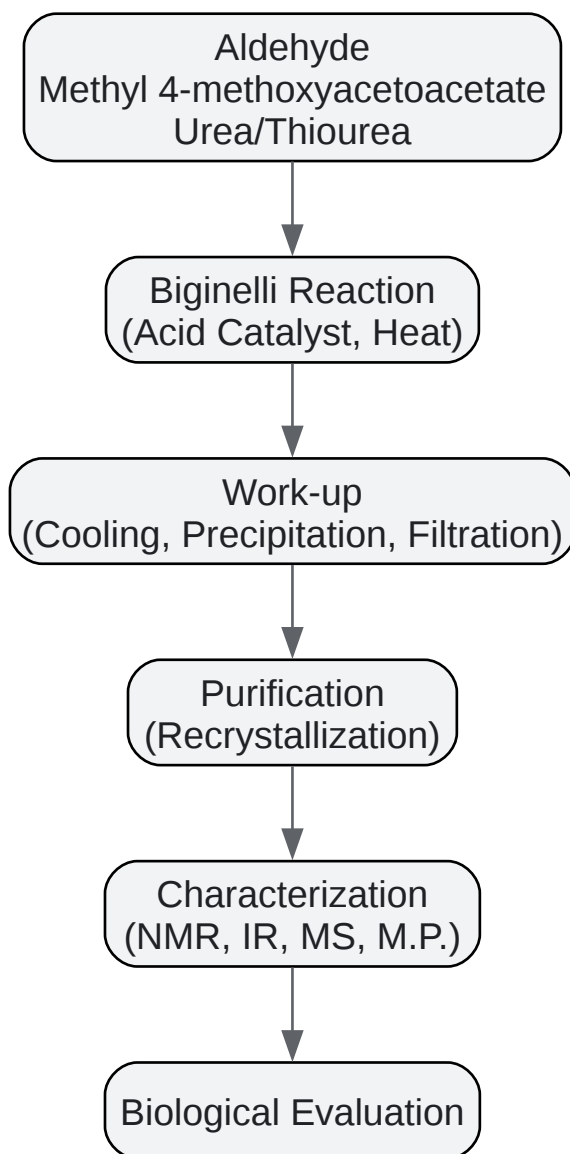 Aldehyde
Methyl 4-methoxyacetoacetate
Urea/Thiourea
Biginelli Reaction
(Acid Catalyst, Heat)
Work-up
(Cooling, Precipitation, Filtration)
Purification
(Recrystallization)
Characterization
(NMR, IR, MS, M.P.)
Biological Evaluation